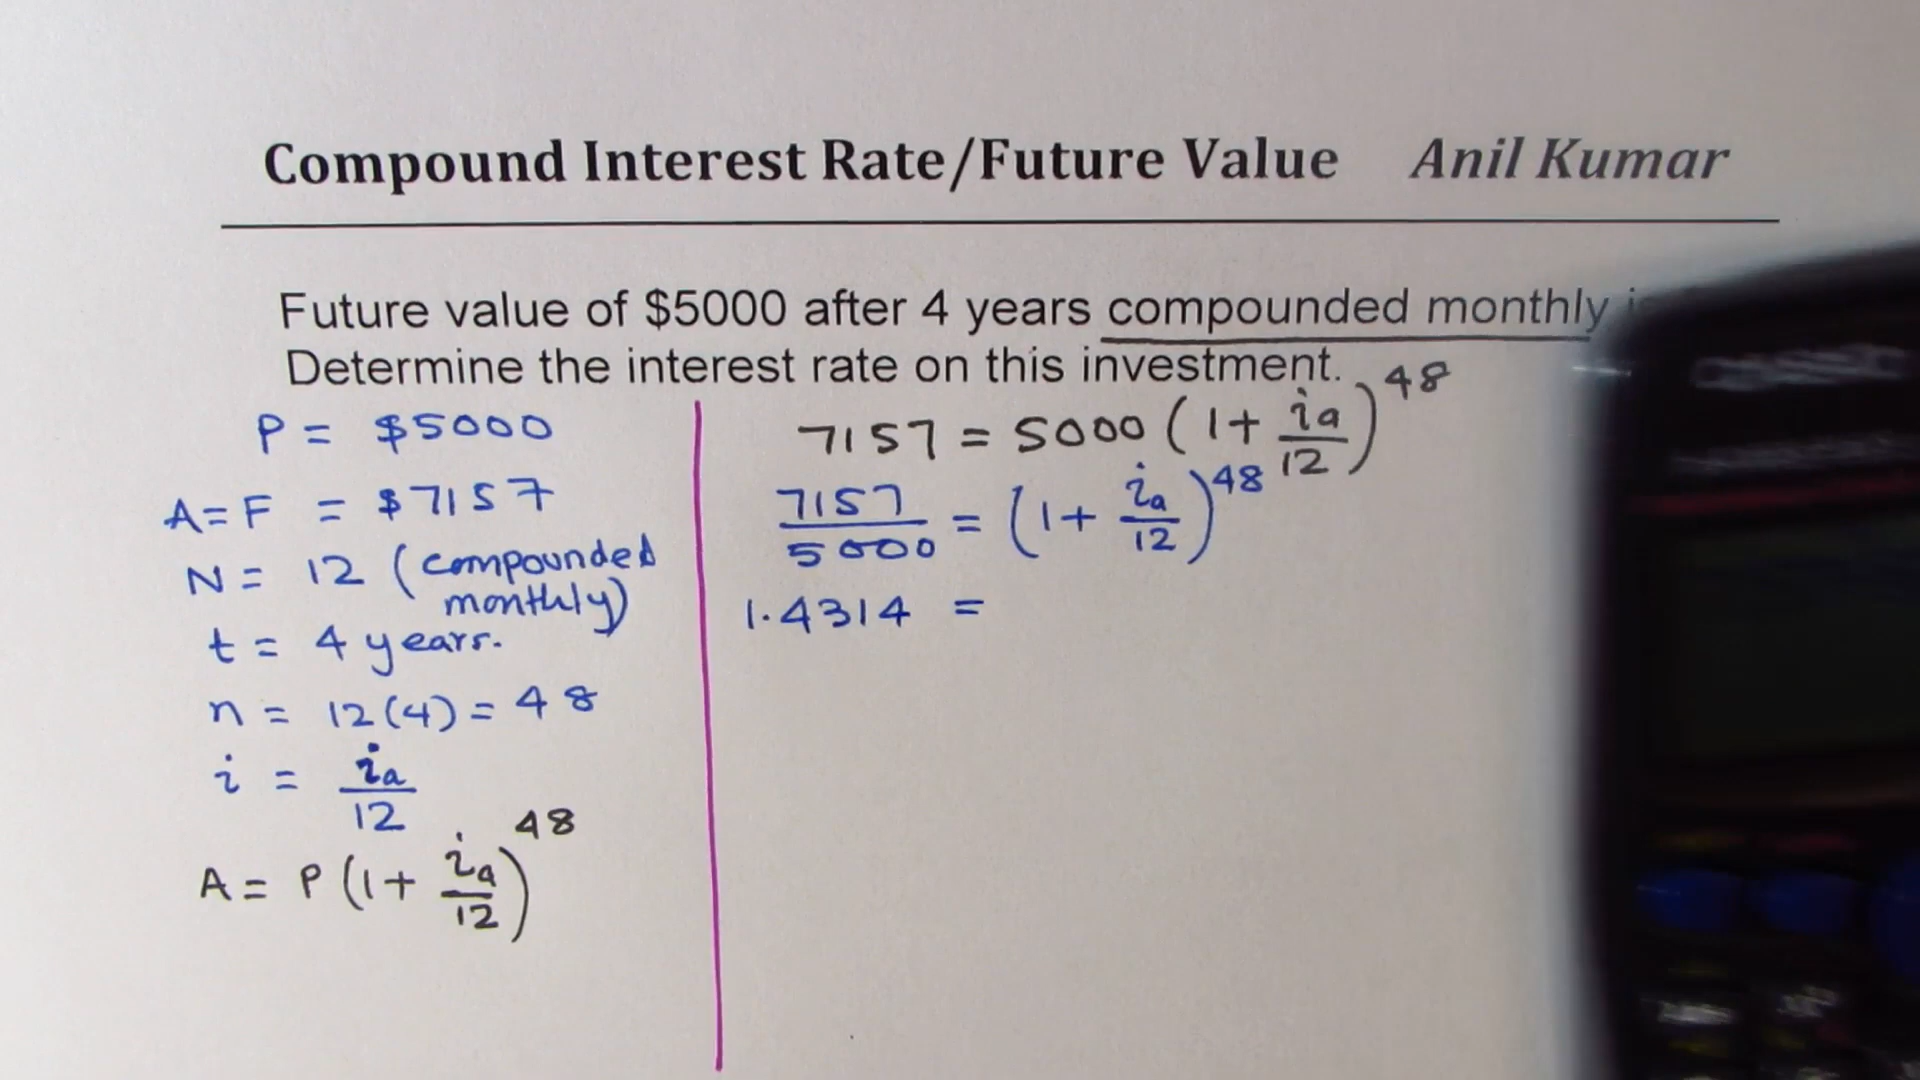 Compound Interest Rate/Future Value Anil Kumar
Future value of $5000 after 4 years compounded monthly
Determine the interest rate on this investment.
P = $5000
A=F = $7157
N = 12 (compounded monthly)
t = 4 years.
n = 12(4) = 48
i = ia/12
A = P(1+ ia/12)^48
7157 = 5000 (1+ ia/12)^48
7157/5000 = (1+ ia/12)^48
1.4314 =